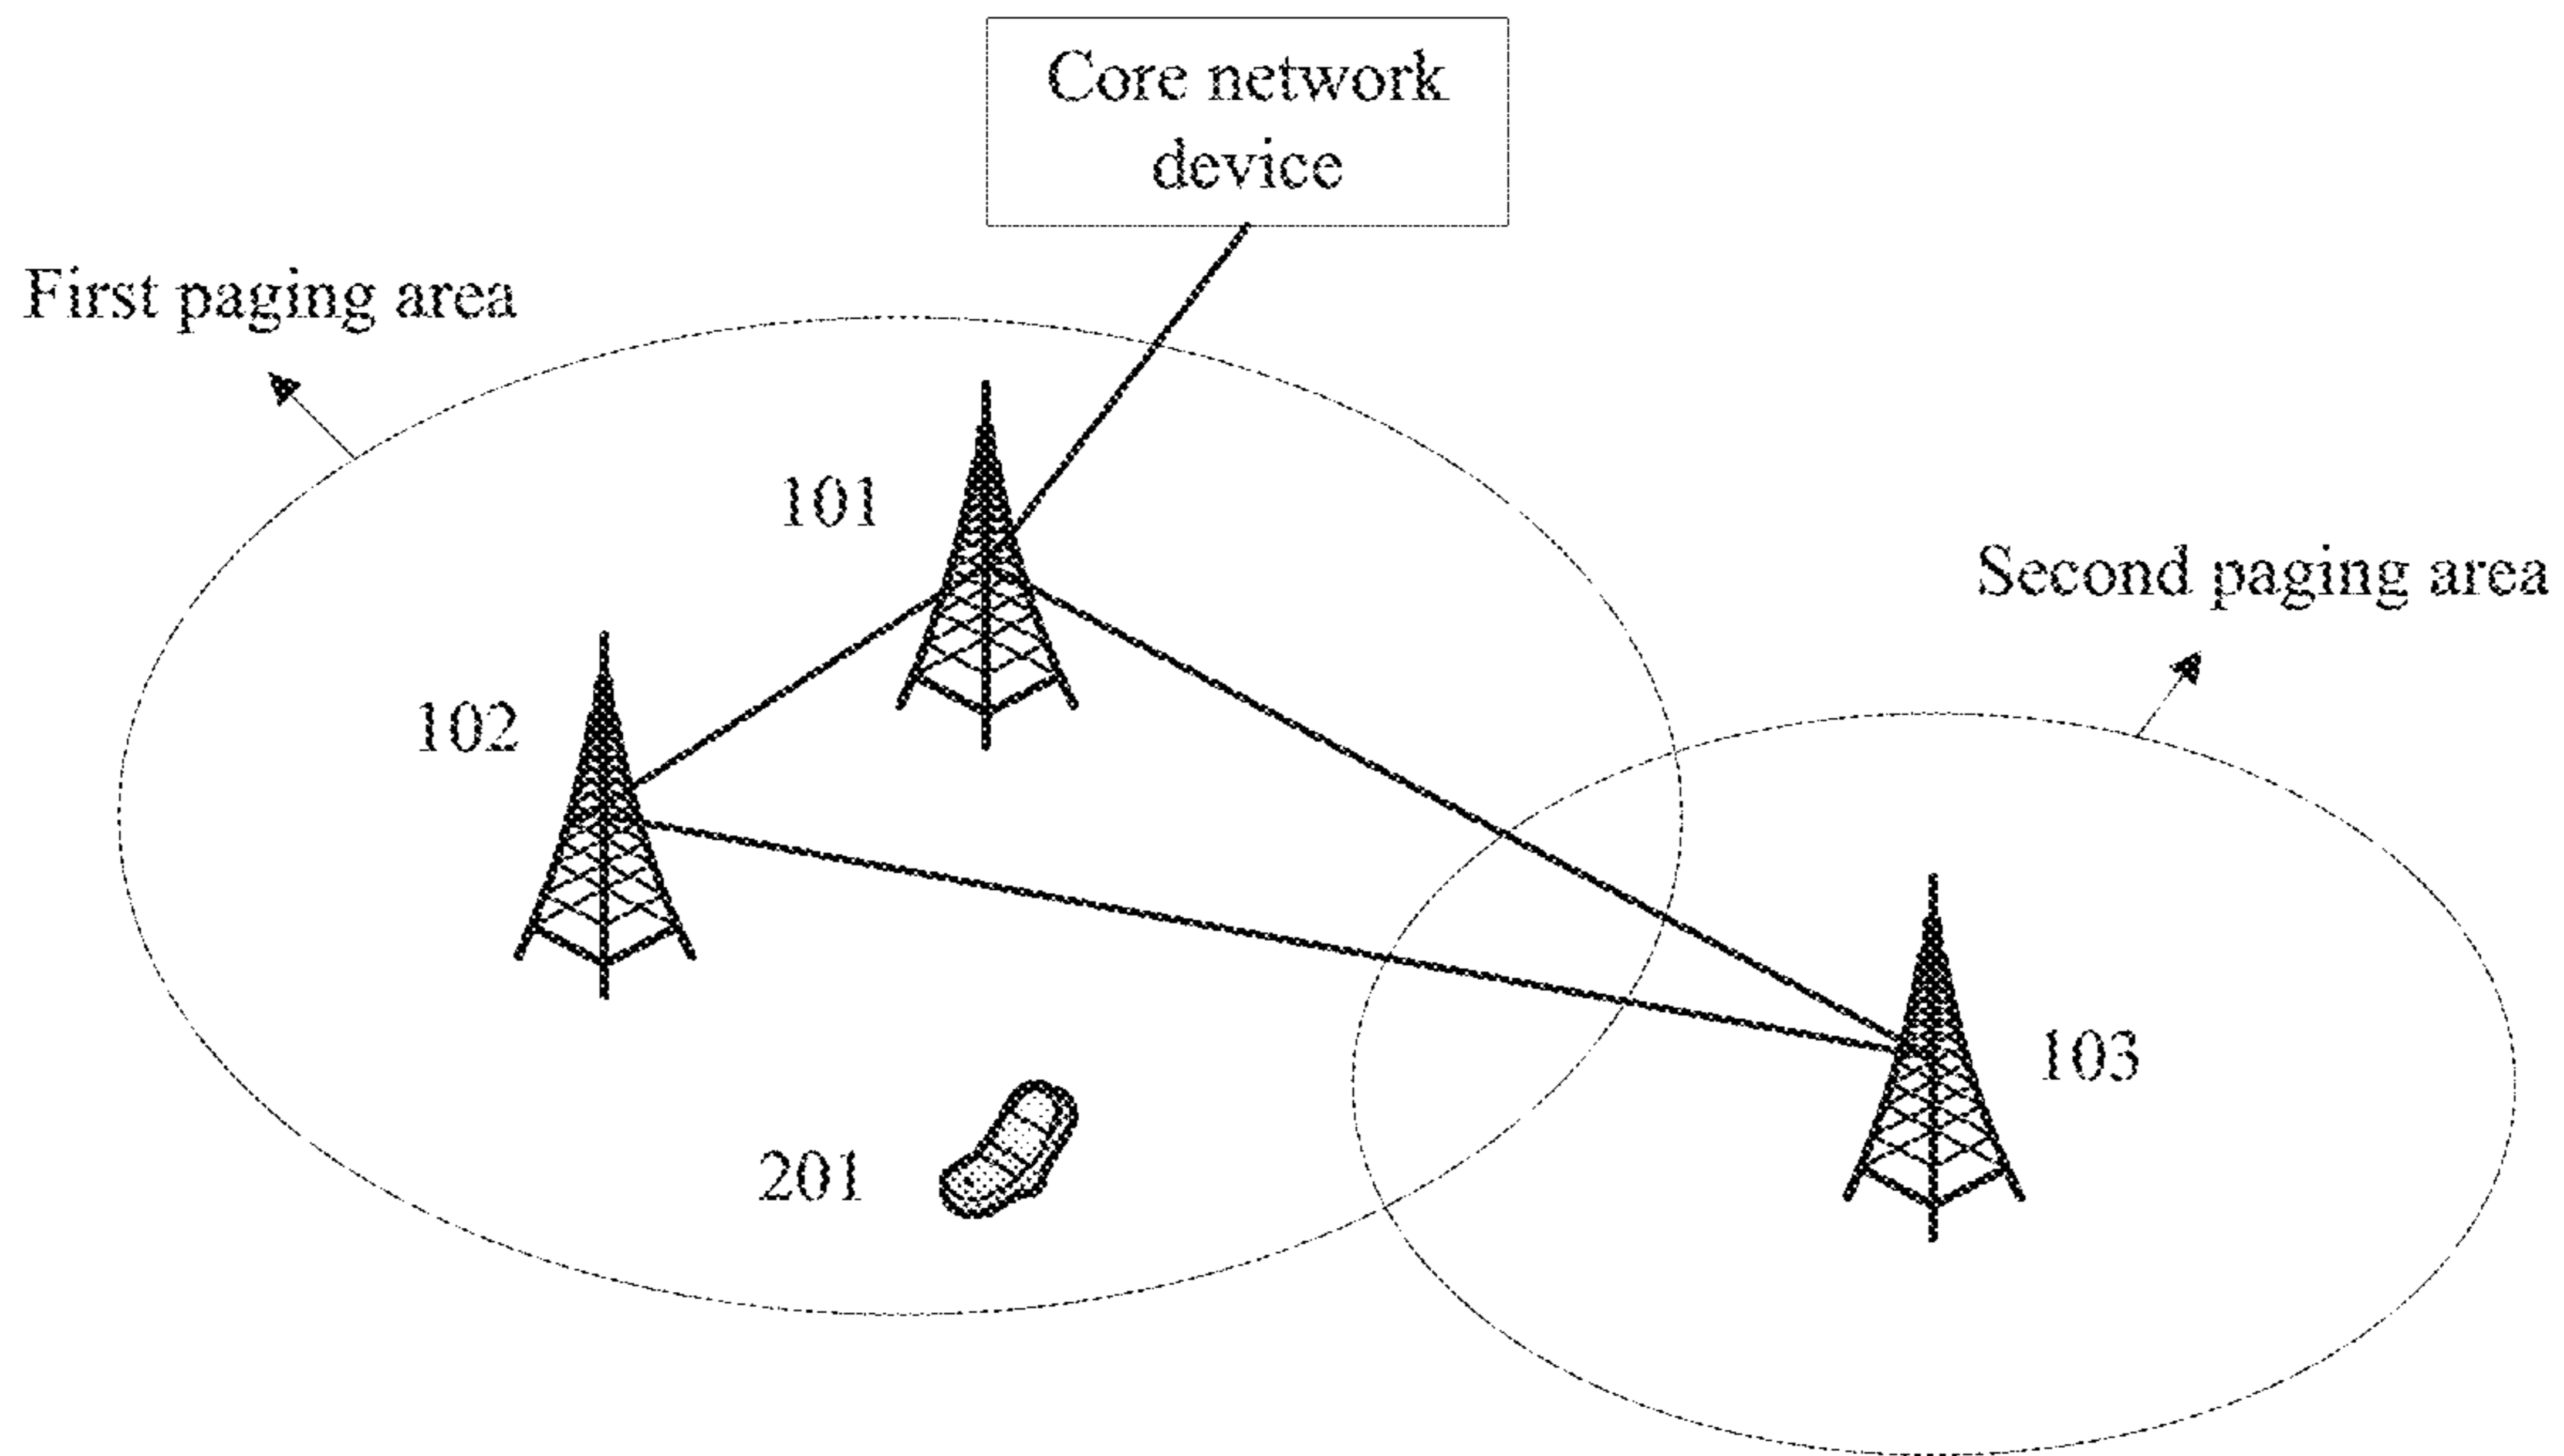 Core network
device
First paging area
101
Second paging area
102
103
201